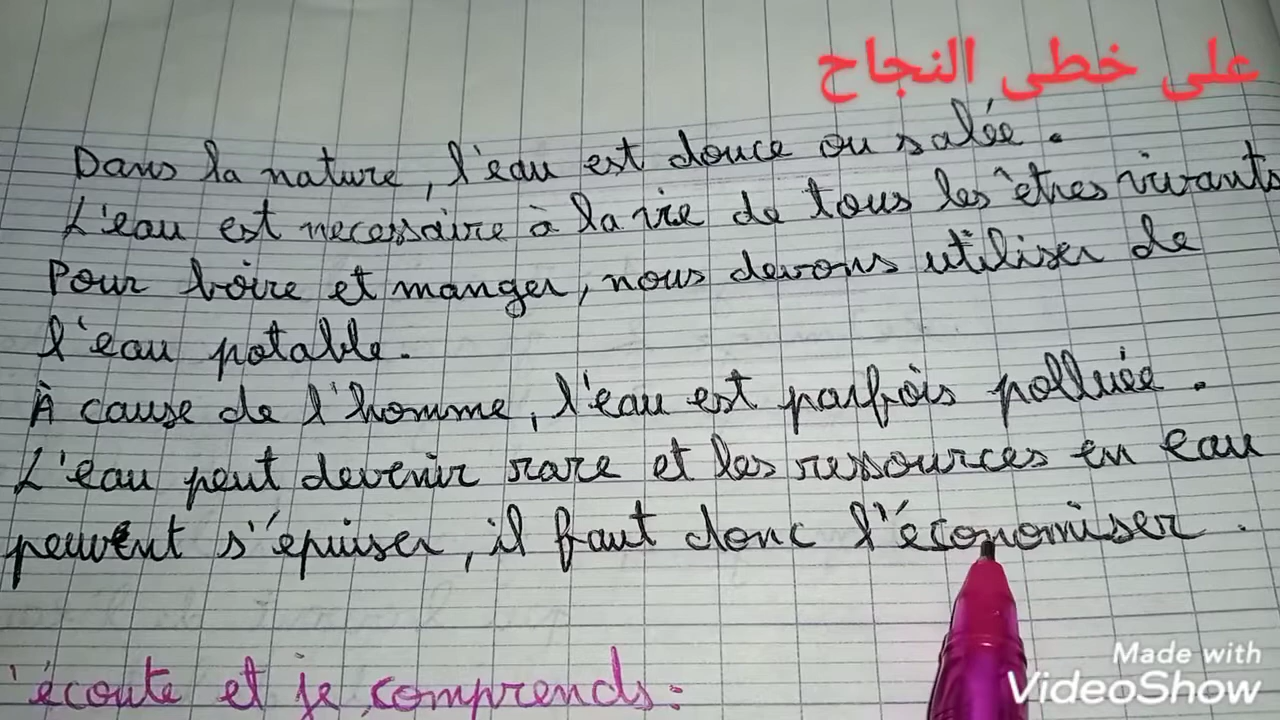 على خطى النجاح
Dans la nature, l'eau est douce ou salée.
L'eau est necessaire à la vie de tous les êtres vivants
Pour boire et manger, nous devons utiliser de
l'eau potable.
À cause de l'homme, l'eau est parfois polluée.
L'eau peut devenir rare et les ressources en eau
peuvent s'épuiser, il faut donc l'économiser.
'écoute et je comprends:
Made with
VideoShow